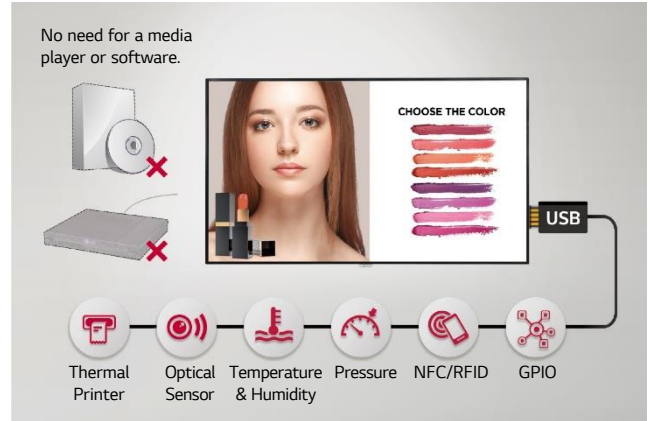 No need for a media
player or software.
CHOOSE THE COLOR
USB
Thermal
Printer
Optical
Sensor
Temperature
& Humidity
Pressure
NFC/RFID
GPIO